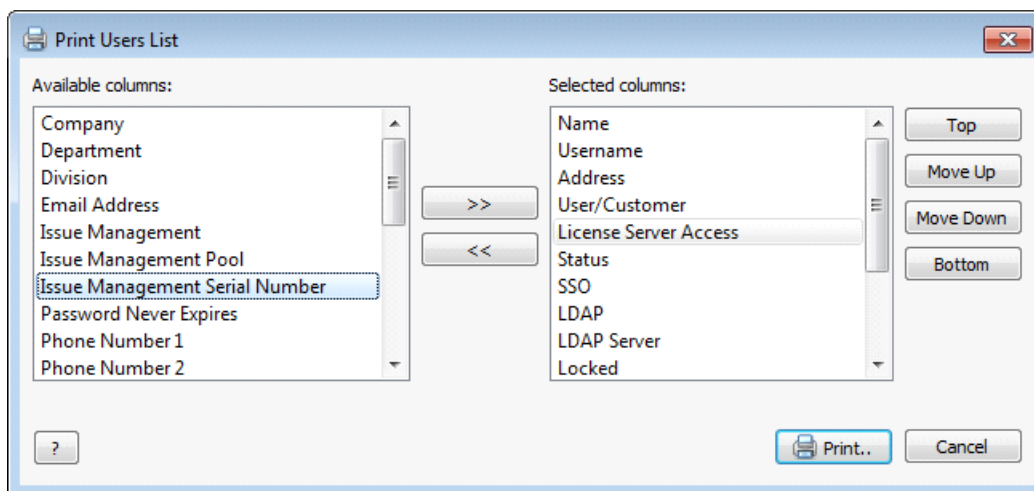 Print Users List
Available columns:
Company
Department
Division
Email Address
Issue Management
Issue Management Pool
Issue Management Serial Number
Password Never Expires
Phone Number 1
Phone Number 2
>>
<<
Selected columns:
Name
Username
Address
User/Customer
License Server Access
Status
SSO
LDAP
LDAP Server
Locked
Top
Move Up
Move Down
Bottom
?
Print..
Cancel